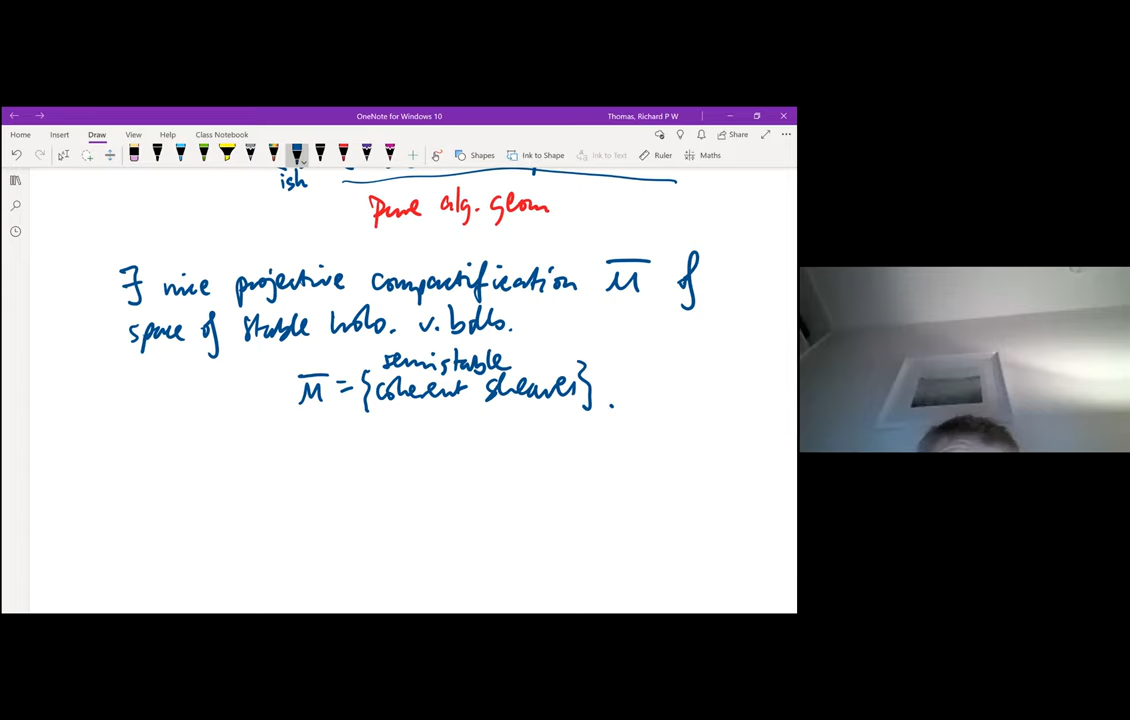 OneNote for Windows 10
Thomas, Richard P W
Home Insert Draw View Help Class Notebook
Share
Shapes Ink to Shape Ink to Text Ruler Maths
ish
Pure alg. geom
∃ nice projective compactification M̅ of
space of stable holo. v. bdls.
semistable
M̅ = {coherent sheaves}.